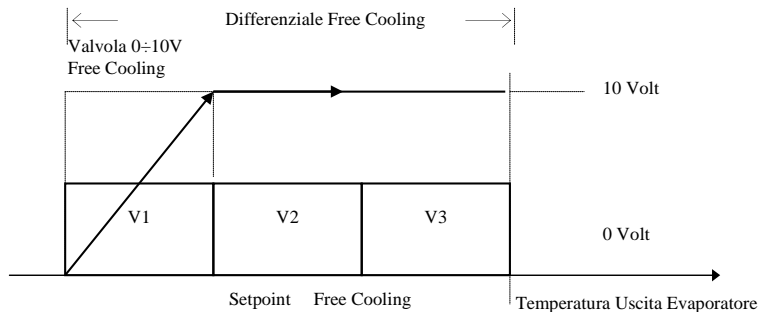 Differenziale Free Cooling
Valvola 0÷10V
Free Cooling
10 Volt
V1
V2
V3
0 Volt
Setpoint Free Cooling
Temperatura Uscita Evaporatore